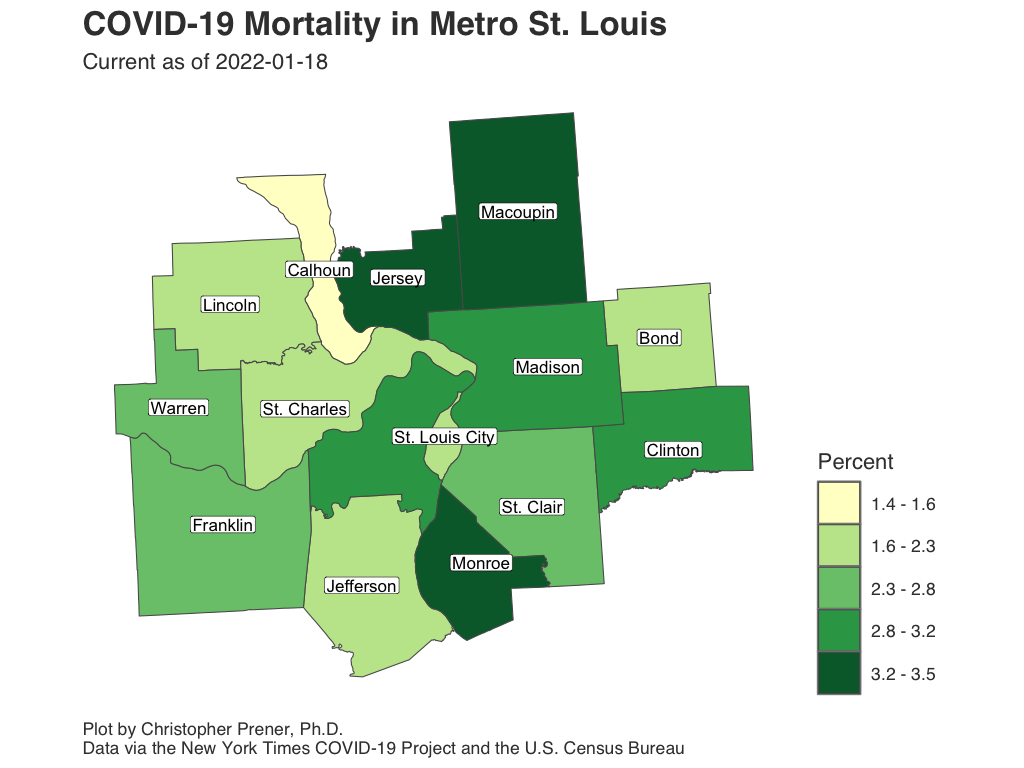 COVID-19 Mortality in Metro St. Louis
Current as of 2022-01-18
Macoupin
Calhoun
Jersey
Lincoln
Bond
Madison
Warren
St. Charles
St. Louis City
Clinton
St. Clair
Franklin
Monroe
Jefferson
Percent
1.4 - 1.6
1.6 - 2.3
2.3 - 2.8
2.8 - 3.2
3.2 - 3.5
Plot by Christopher Prener, Ph.D.
Data via the New York Times COVID-19 Project and the U.S. Census Bureau